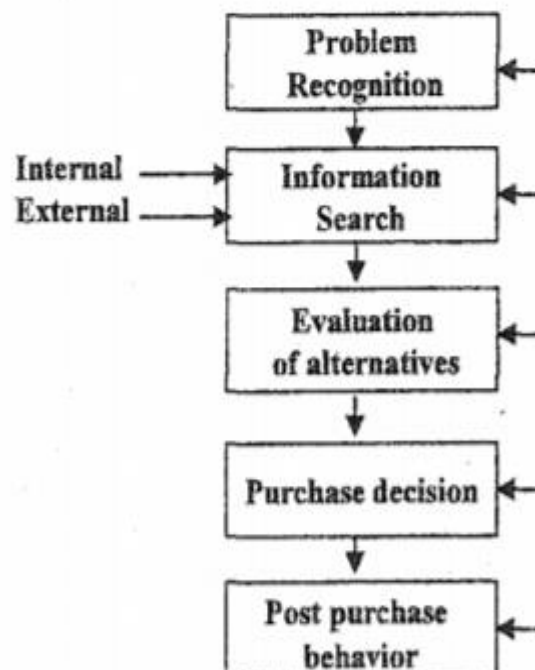 Problem
Recognition
Internal
External
Information
Search
Evaluation
of alternatives
Purchase decision
Post purchase
behavior